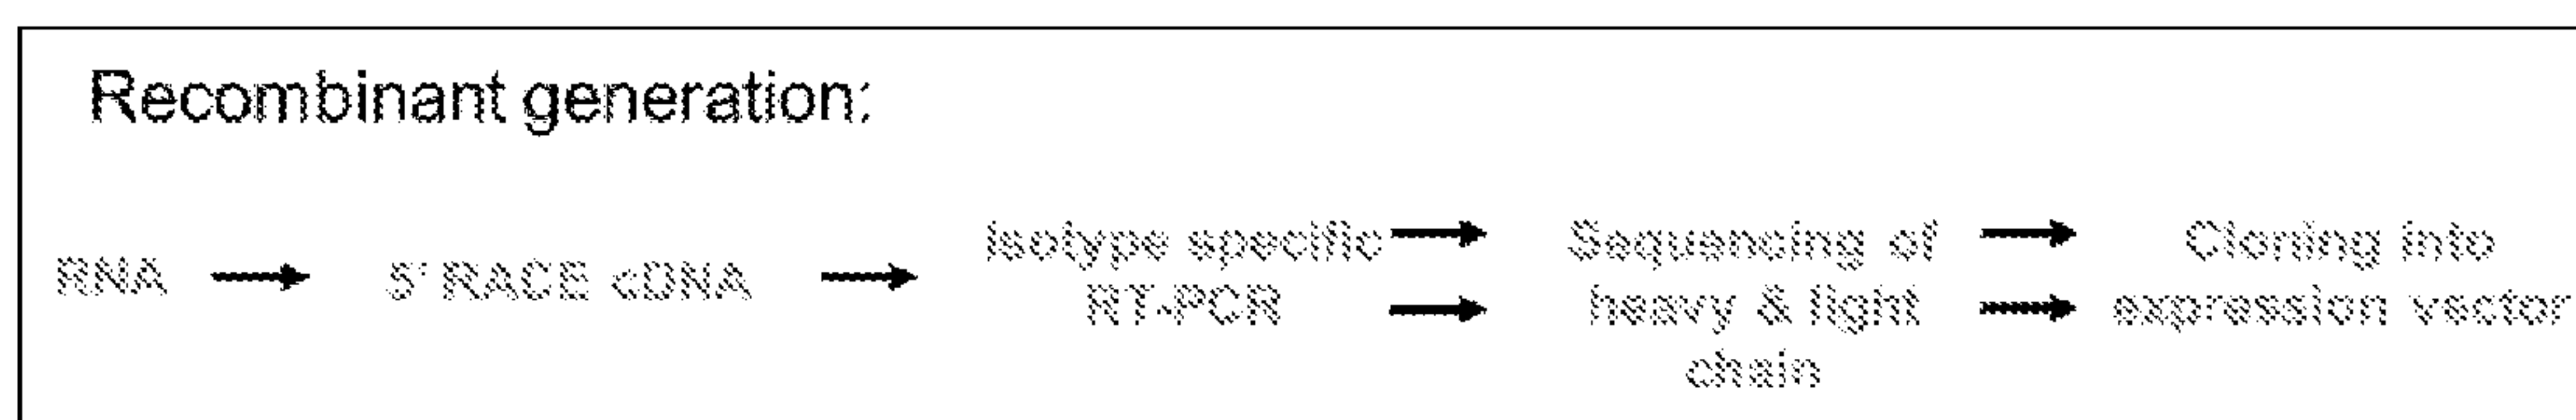 Recombinant generation:
RNA → 5' RACE cDNA → Isotype specific RT-PCR → → Sequencing of heavy & light chain → → Cloning into expression vector